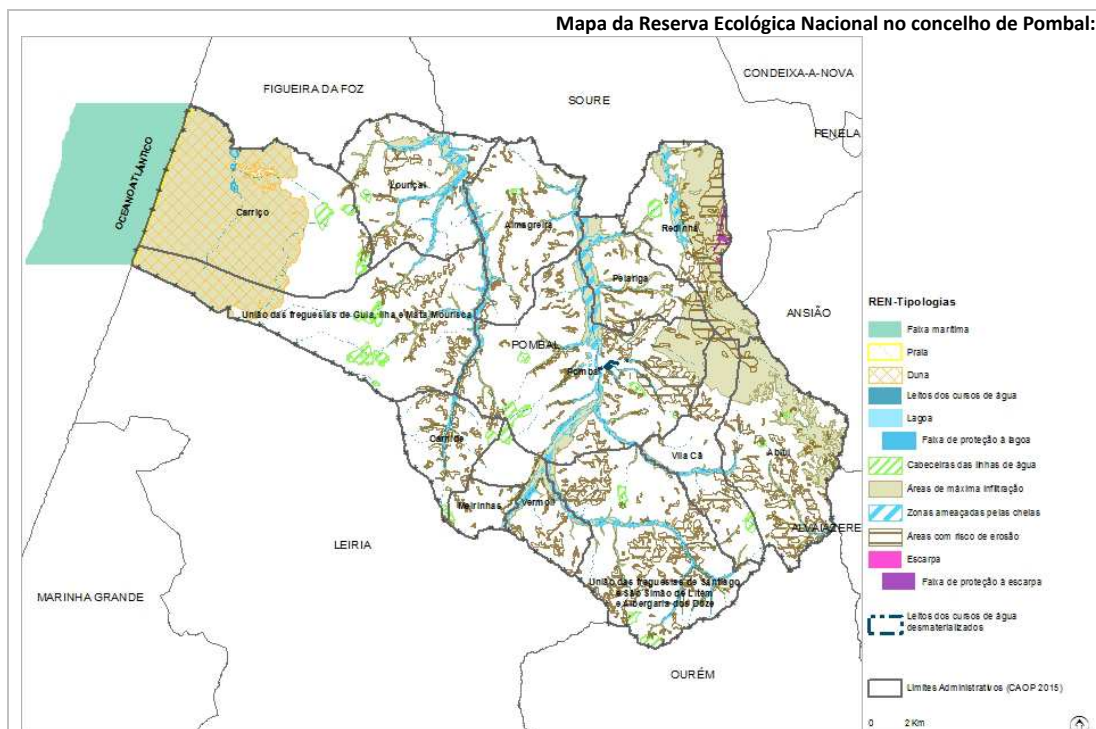 Mapa da Reserva Ecológica Nacional no concelho de Pombal:
CONDEIXA-A-NOVA
FIGUEIRA DA FOZ
SOURE
PENELA
OCEANO ATLÂNTICO
Louriçal
Carriço
Almagreira
Redinha
Pelariga
ANSIÃO
União das freguesias de Guia, Ilha e Mata Mourisca
POMBAL
Pombal
Carnide
Vila Cã
Abiul
Meirinhas
Vermoil
ALVAIÁZERE
LEIRIA
União das freguesias de Santiago
e São Simão de Litém
e Albergaria dos Doze
MARINHA GRANDE
OURÉM
REN-Tipologias
Faixa marítima
Praia
Duna
Leitos dos cursos de água
Lagoa
Faixa de proteção à lagoa
Cabeceiras das linhas de água
Áreas de máxima infiltração
Zonas ameaçadas pelas cheias
Áreas com risco de erosão
Escarpa
Faixa de proteção à escarpa
Leitos dos cursos de água
desmaterializados
Limites Administrativos (CAOP 2015)
0 2 Km